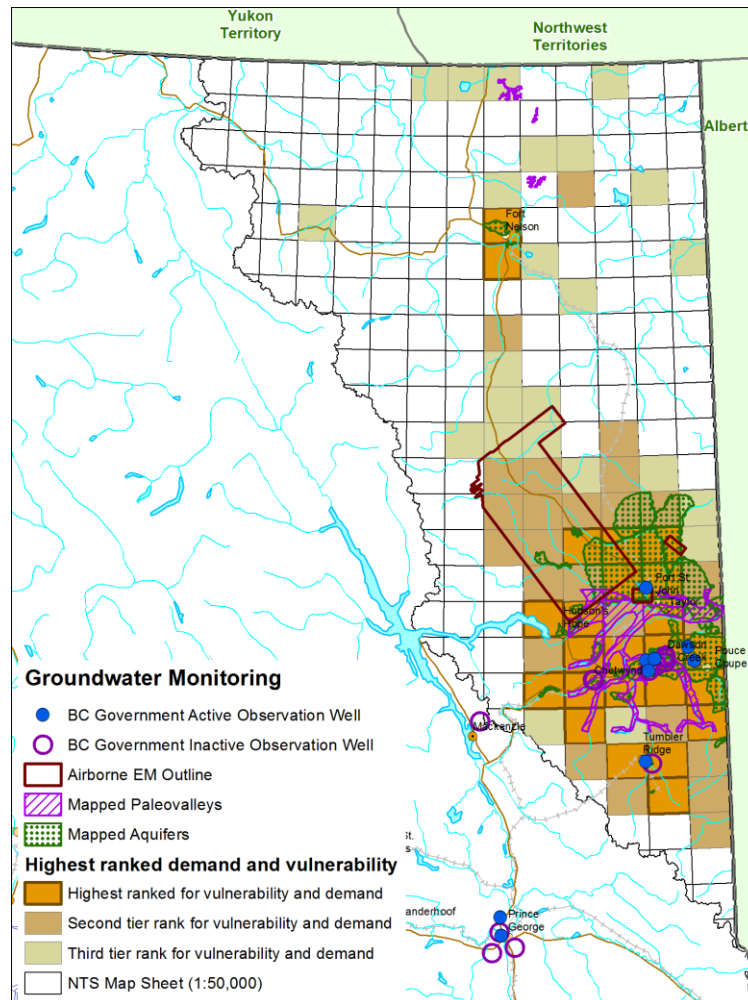 Yukon
Territory
Northwest
Territories
Albert
Fort
Nelson
Fort St.
John
Taylor
Hudson's
Hope
Dawson
Creek
Pouce
Coupe
Chetwynd
Tumbler
Ridge
Mackenzie
St.
anderhoof
Prince
George
Groundwater Monitoring
BC Government Active Observation Well
BC Government Inactive Observation Well
Airborne EM Outline
Mapped Paleovalleys
Mapped Aquifers
Highest ranked demand and vulnerability
Highest ranked for vulnerability and demand
Second tier rank for vulnerability and demand
Third tier rank for vulnerability and demand
NTS Map Sheet (1:50,000)